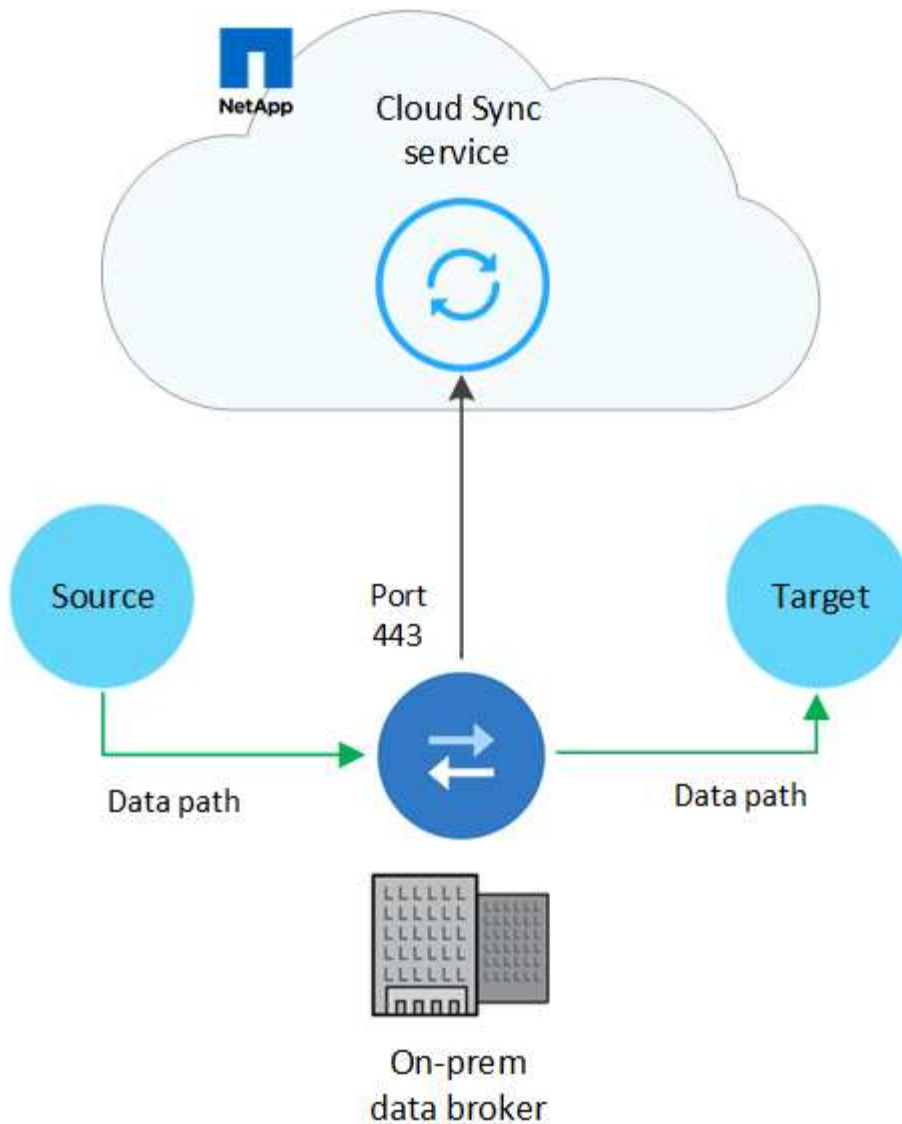 NetApp
Cloud Sync
service
Source
Port
443
Target
Data path
Data path
On-prem
data broker